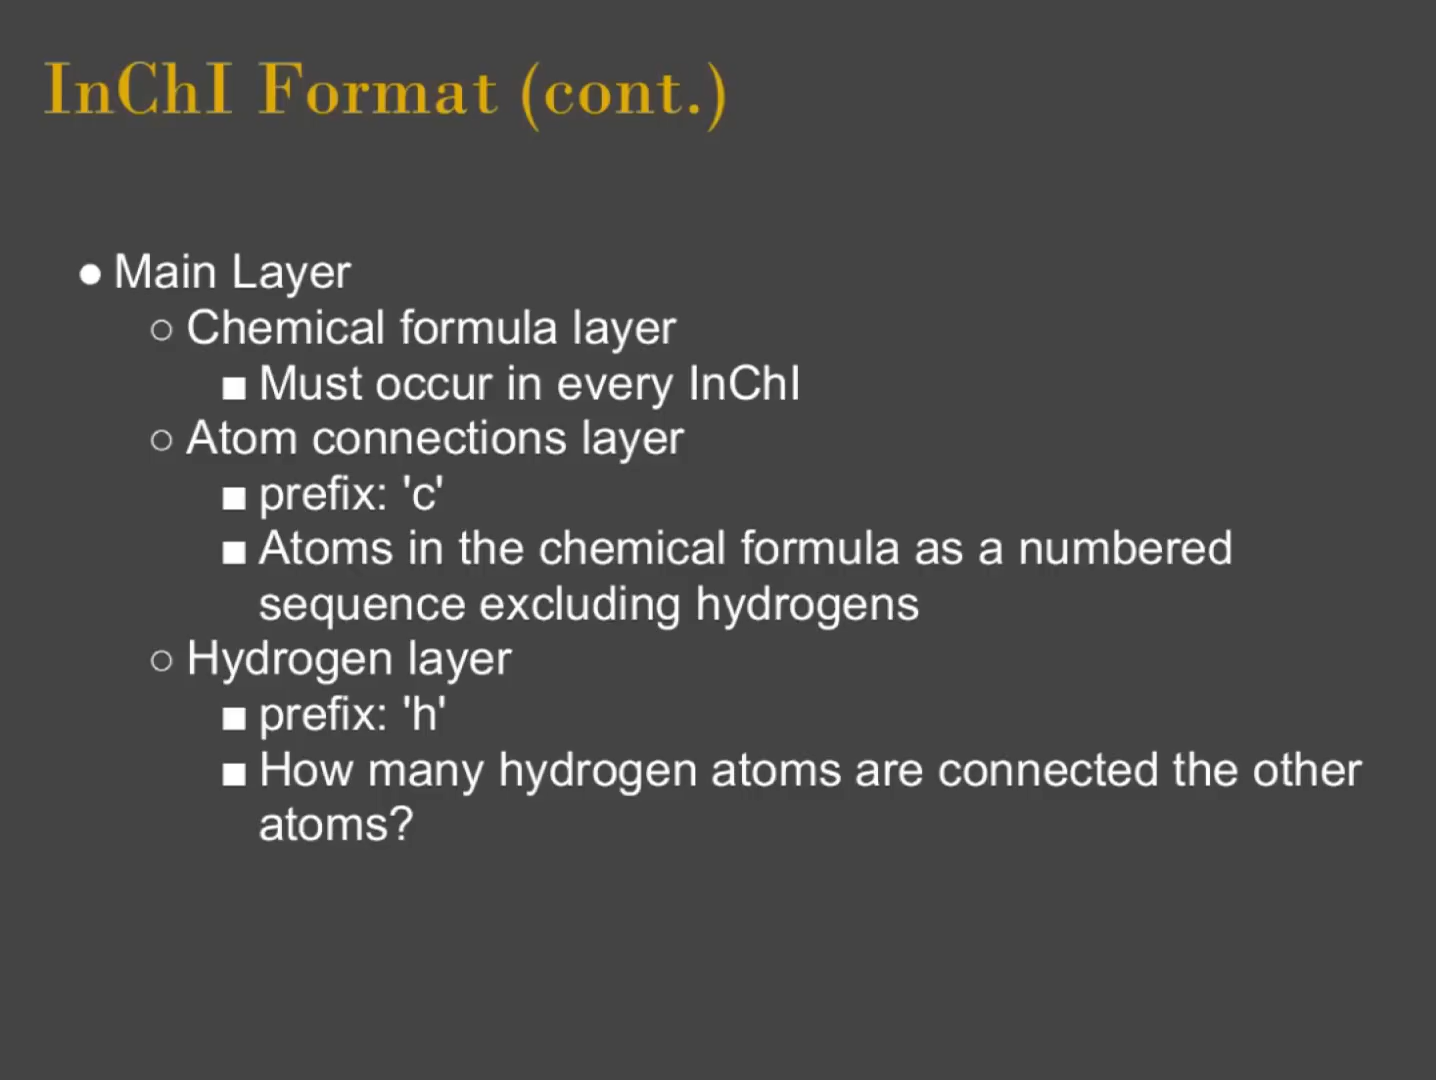 InChI Format (cont.)
● Main Layer
○ Chemical formula layer
■ Must occur in every InChI
○ Atom connections layer
■ prefix: 'c'
■ Atoms in the chemical formula as a numbered
sequence excluding hydrogens
○ Hydrogen layer
■ prefix: 'h'
■ How many hydrogen atoms are connected the other
atoms?